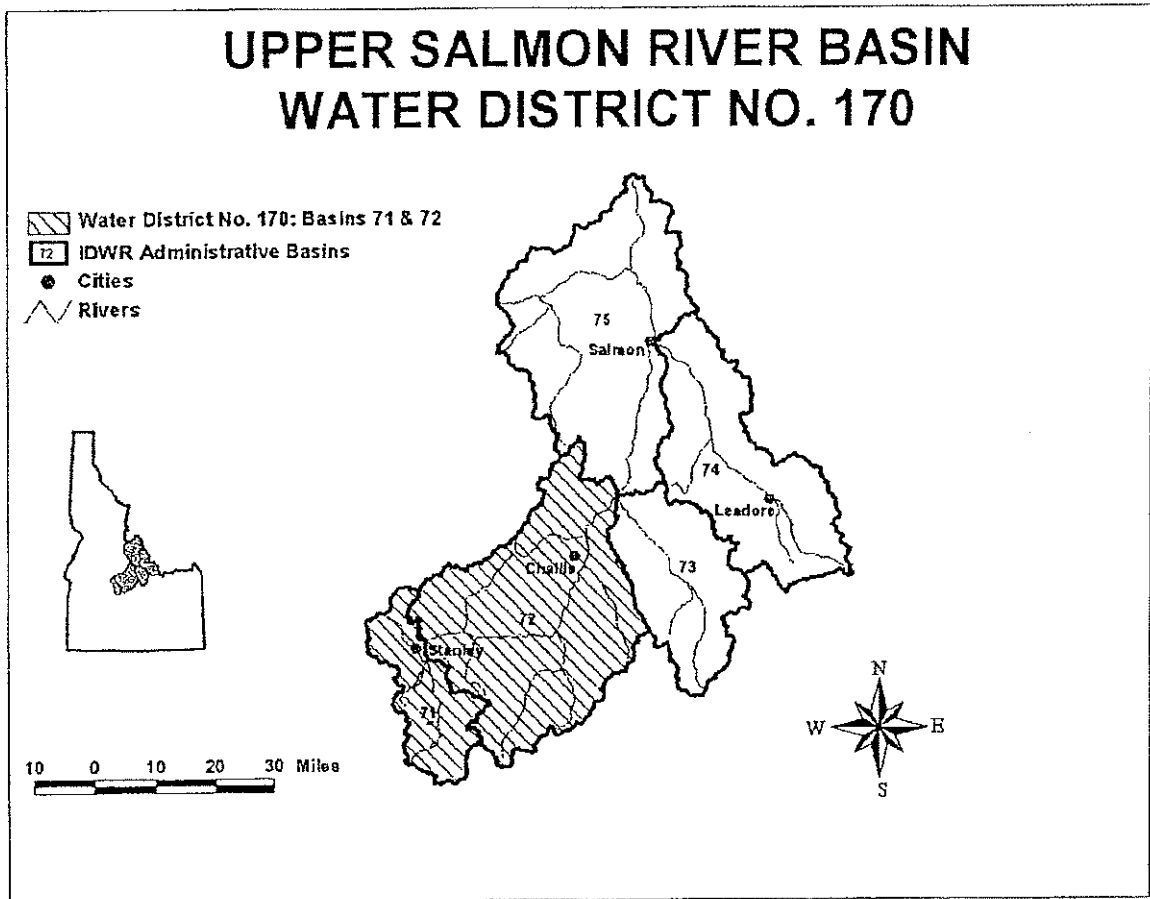 UPPER SALMON RIVER BASIN
WATER DISTRICT NO. 170
Water District No. 170: Basins 71 & 72
72 IDWR Administrative Basins
Cities
Rivers
75
Salmon
74
Leadore
Challis
73
72
Stanley
71
N
W E
S
10 0 10 20 30 Miles